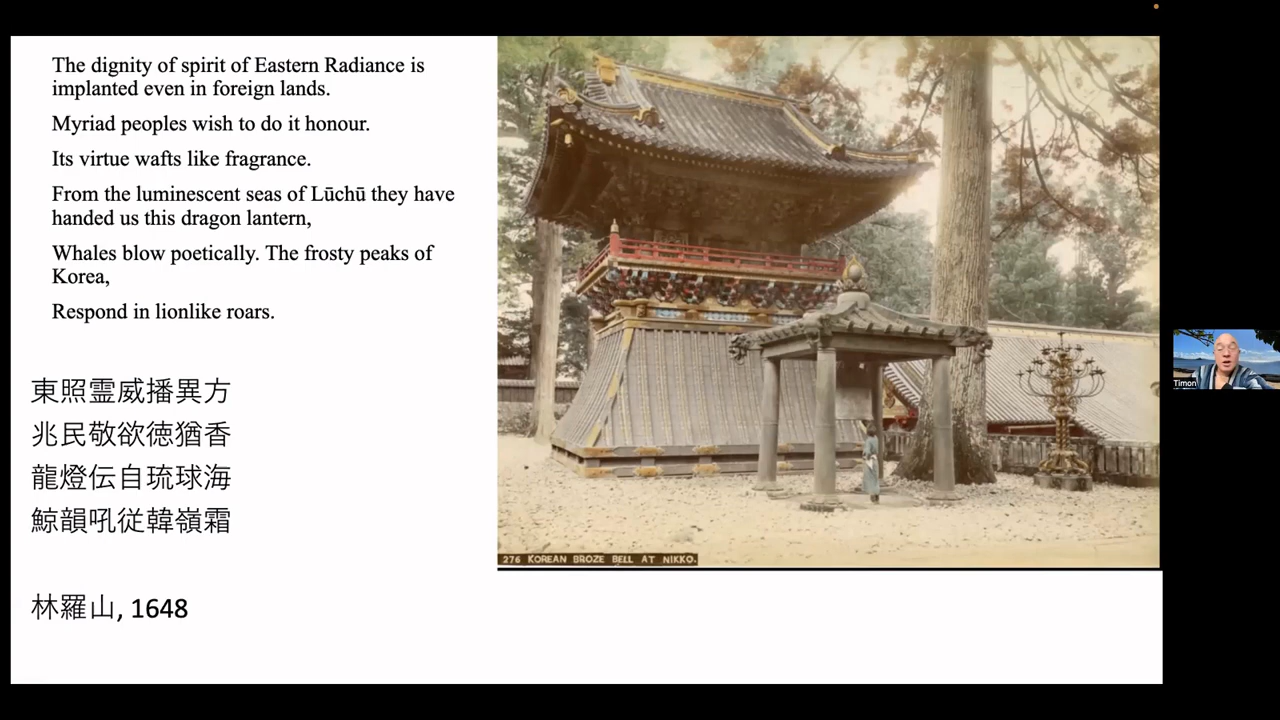 The dignity of spirit of Eastern Radiance is
implanted even in foreign lands.
Myriad peoples wish to do it honour.
Its virtue wafts like fragrance.
From the luminescent seas of Lūchū they have
handed us this dragon lantern,
Whales blow poetically. The frosty peaks of
Korea,
Respond in lionlike roars.
東照霊威播異方
兆民敬欲徳猶香
龍燈伝自琉球海
鯨韻吼従韓嶺霜
林羅山, 1648
276 KOREAN BROZE BELL AT NIKKO.
Timon